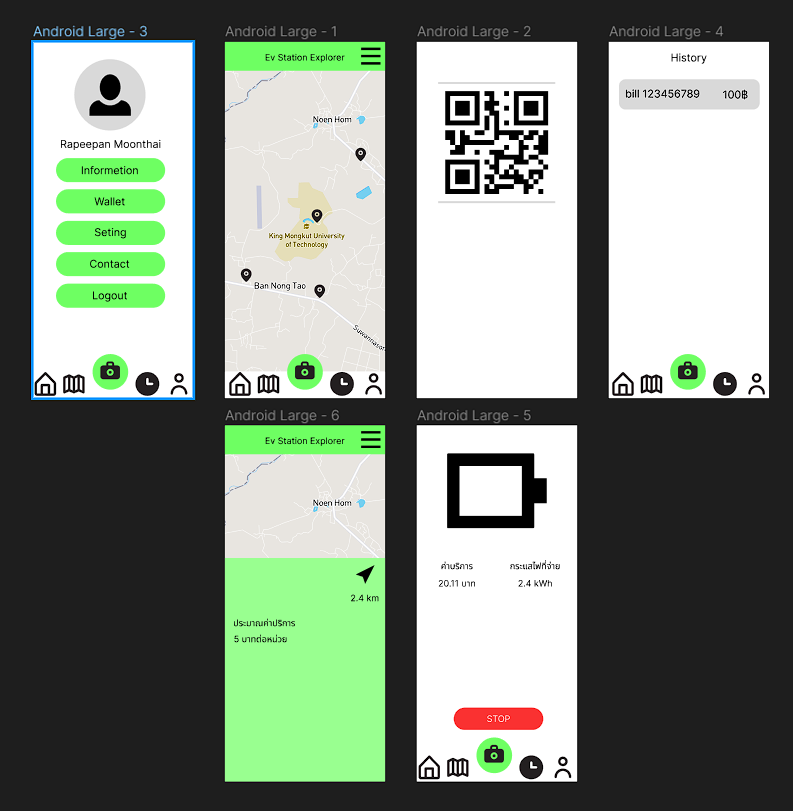 Android Large - 3
Rapeepan Moonthai
Informetion
Wallet
Seting
Contact
Logout
Android Large - 1
Ev Station Explorer
Noen Hom
King Mongkut University
of Technology
Ban Nong Tao
Suwannason
Android Large - 2
Android Large - 4
History
bill 123456789 100฿
Android Large - 6
Ev Station Explorer
Noen Hom
2.4 km
ประมาณค่าปริการ
5 บาทต่อหน่วย
Android Large - 5
ค่าบริการ กระแสไฟที่จ่าย
20.11 บาท 2.4 kWh
STOP